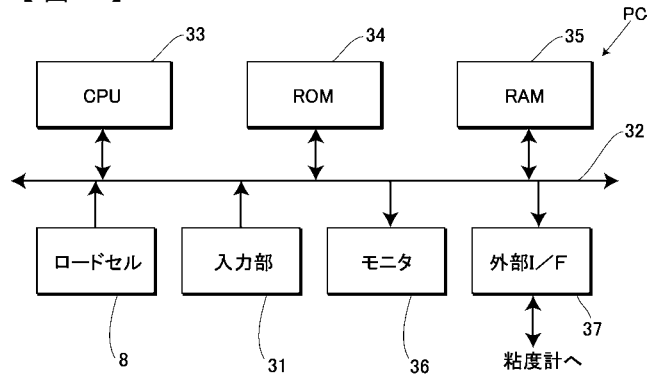 PC
33
34
35
CPU
ROM
RAM
32
ロードセル
入力部
モニタ
外部I/F
8
31
36
37
粘度計へ